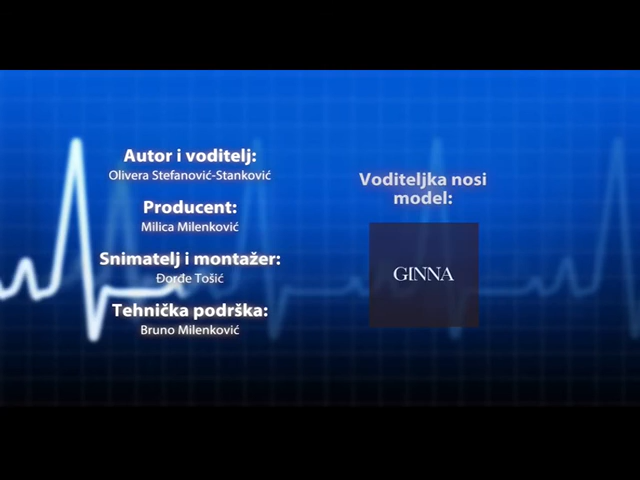 Autor i voditelj:
Olivera Stefanović-Stanković
Producent:
Milica Milenković
Snimatelj i montažer:
Đorđe Tošić
Tehnička podrška:
Bruno Milenković
Voditeljka nosi
model:
GINNA